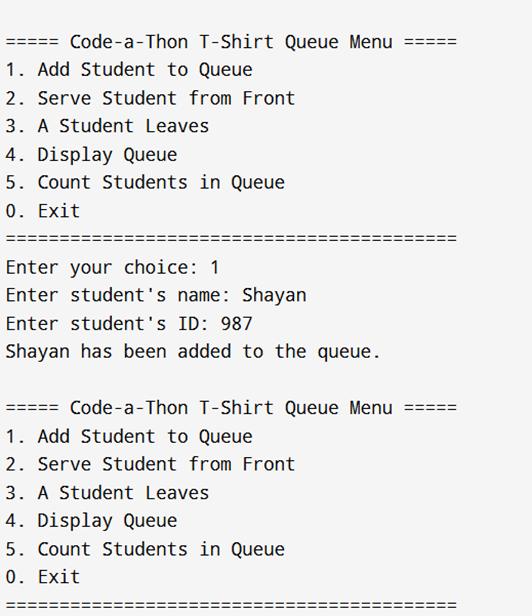 ===== Code-a-Thon T-Shirt Queue Menu =====
1. Add Student to Queue
2. Serve Student from Front
3. A Student Leaves
4. Display Queue
5. Count Students in Queue
0. Exit
==========================================
Enter your choice: 1
Enter student's name: Shayan
Enter student's ID: 987
Shayan has been added to the queue.
===== Code-a-Thon T-Shirt Queue Menu =====
1. Add Student to Queue
2. Serve Student from Front
3. A Student Leaves
4. Display Queue
5. Count Students in Queue
0. Exit
==========================================